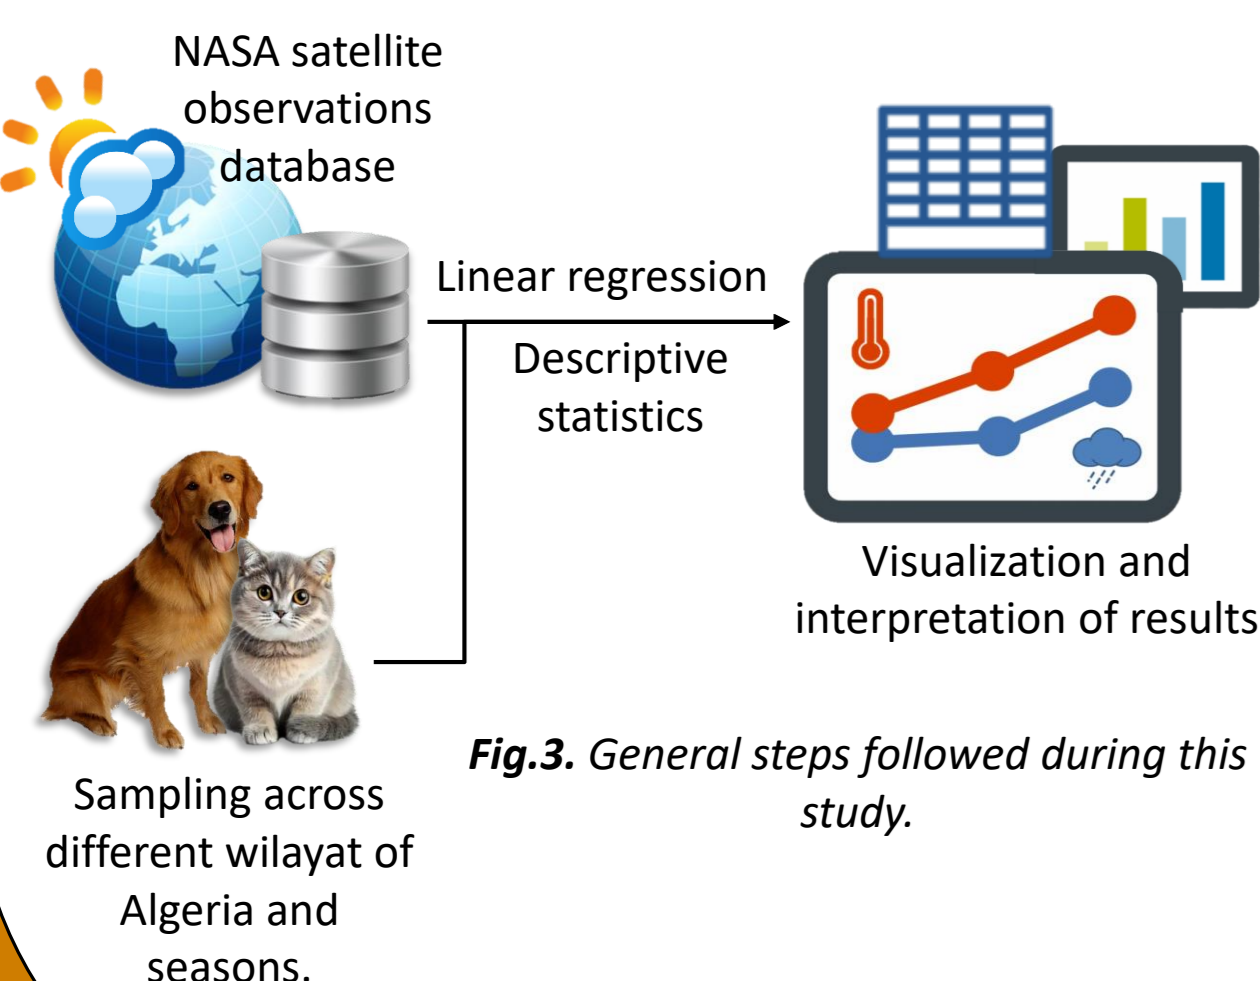 NASA satellite
observations
database
Linear regression
Descriptive
statistics
Visualization and
interpretation of results
Sampling across
different wilayat of
Algeria and
seasons.
Fig.3. General steps followed during this
study.